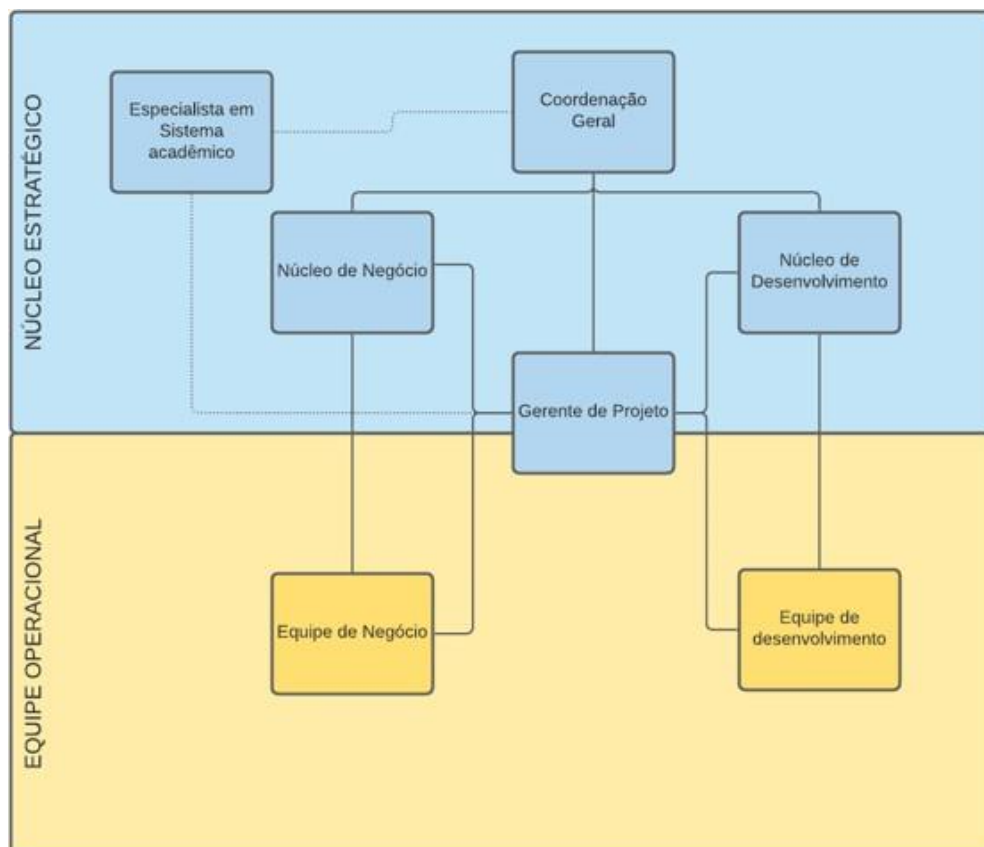 NÚCLEO ESTRATÉGICO
Especialista em
Sistema
acadêmico
Coordenação
Geral
Núcleo de Negócio
Núcleo de
Desenvolvimento
Gerente de Projeto
EQUIPE OPERACIONAL
Equipe de Negócio
Equipe de
desenvolvimento